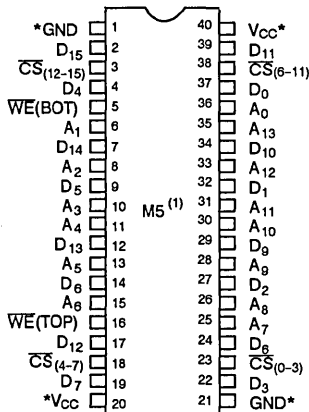 *GND 1 40 VCC*
D15 2 39 D11
CS(12-15) 3 38 CS(6-11)
D4 4 37 D0
WE(BOT) 5 36 A0
A1 6 35 A13
D14 7 34 D10
A2 8 33 A12
D5 9 32 D1
M5(1)
A3 10 31 A11
A4 11 30 A10
D13 12 29 D9
A5 13 28 A9
D6 14 27 D2
A6 15 26 A8
WE(TOP) 16 25 A7
D12 17 24 D6
CS(4-7) 18 23 CS(0-3)
D7 19 22 D3
*VCC 20 21 GND*